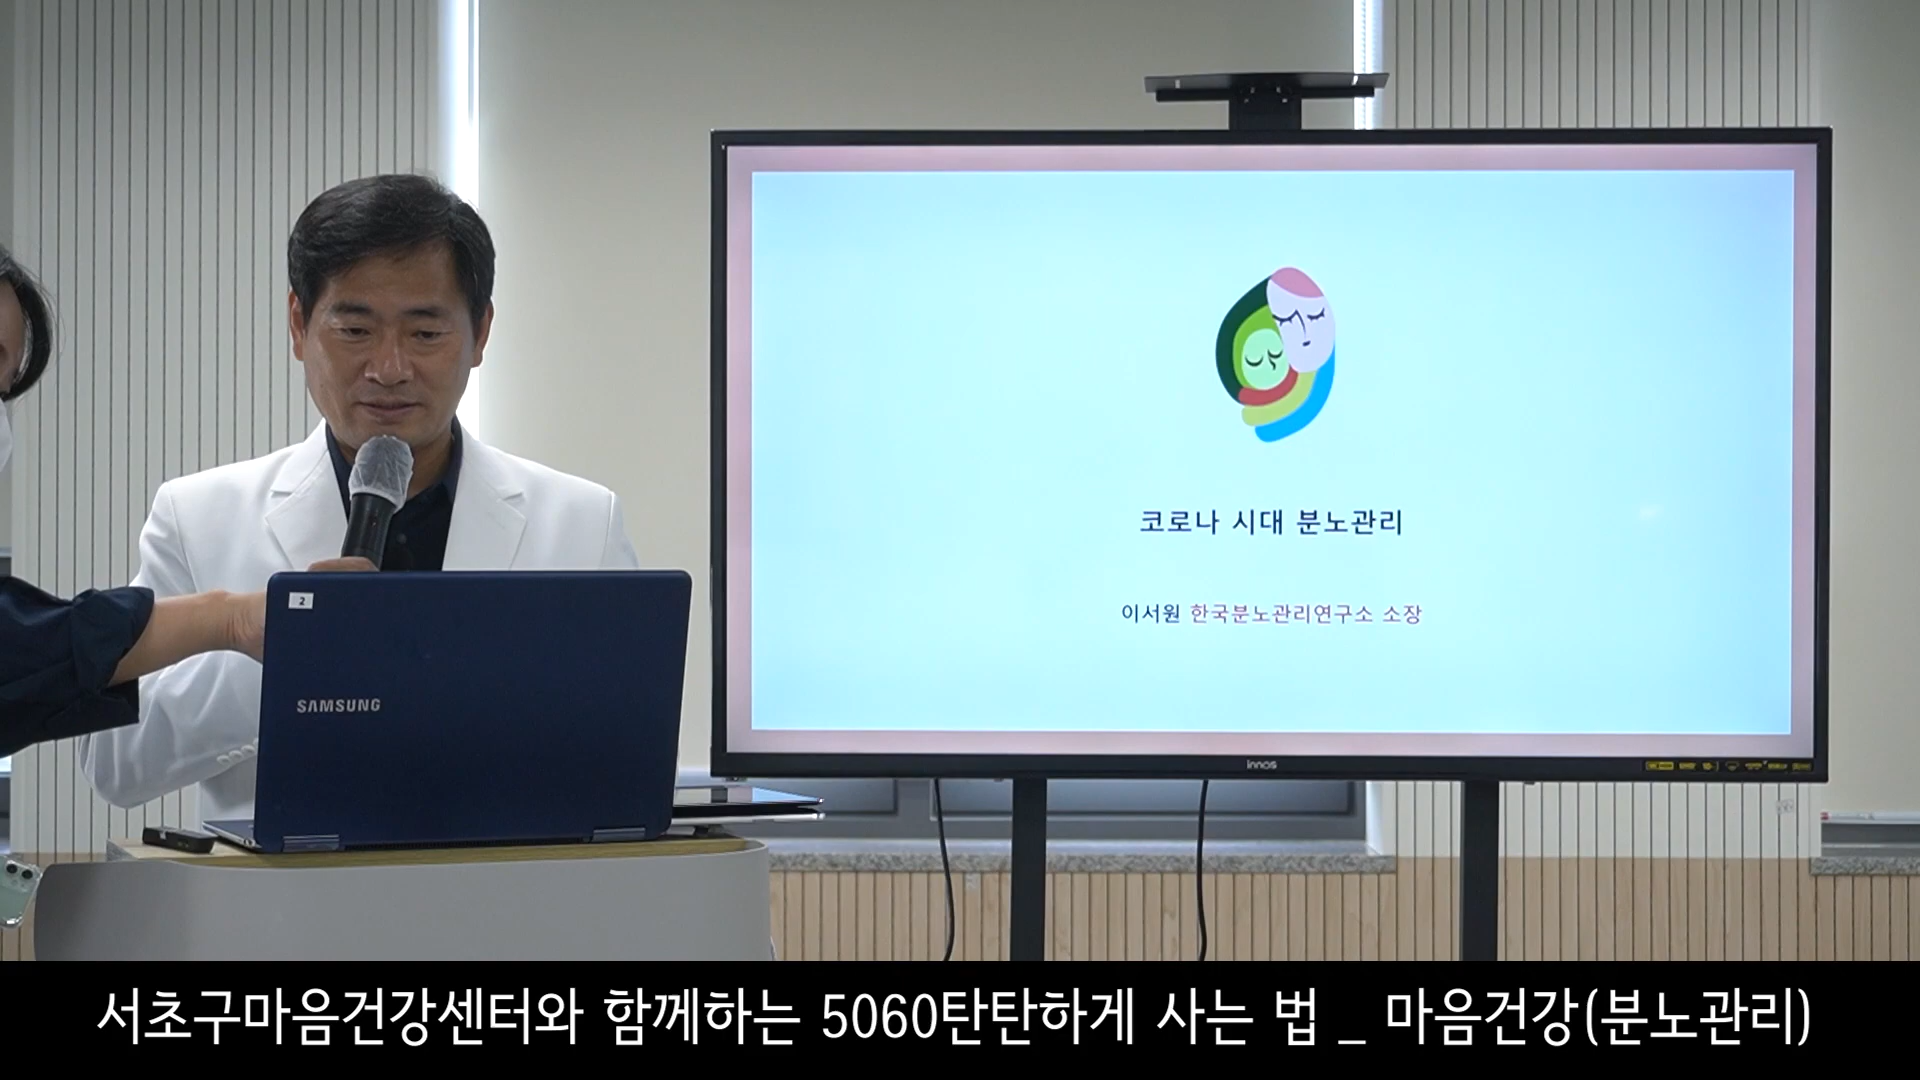 코로나 시대 분노관리
이서원 한국분노관리연구소 소장
innos
2
SAMSUNG
서초구마음건강센터와 함께하는 5060탄탄하게 사는 법 _ 마음건강(분노관리)